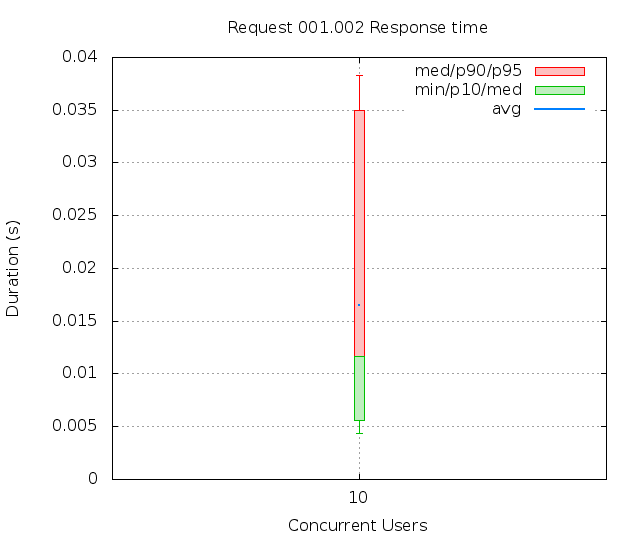 Request 001.002 Response time
med/p90/p95
min/p10/med
avg
0.04
0.035
0.03
0.025
0.02
0.015
0.01
0.005
0
Duration (s)
10
Concurrent Users